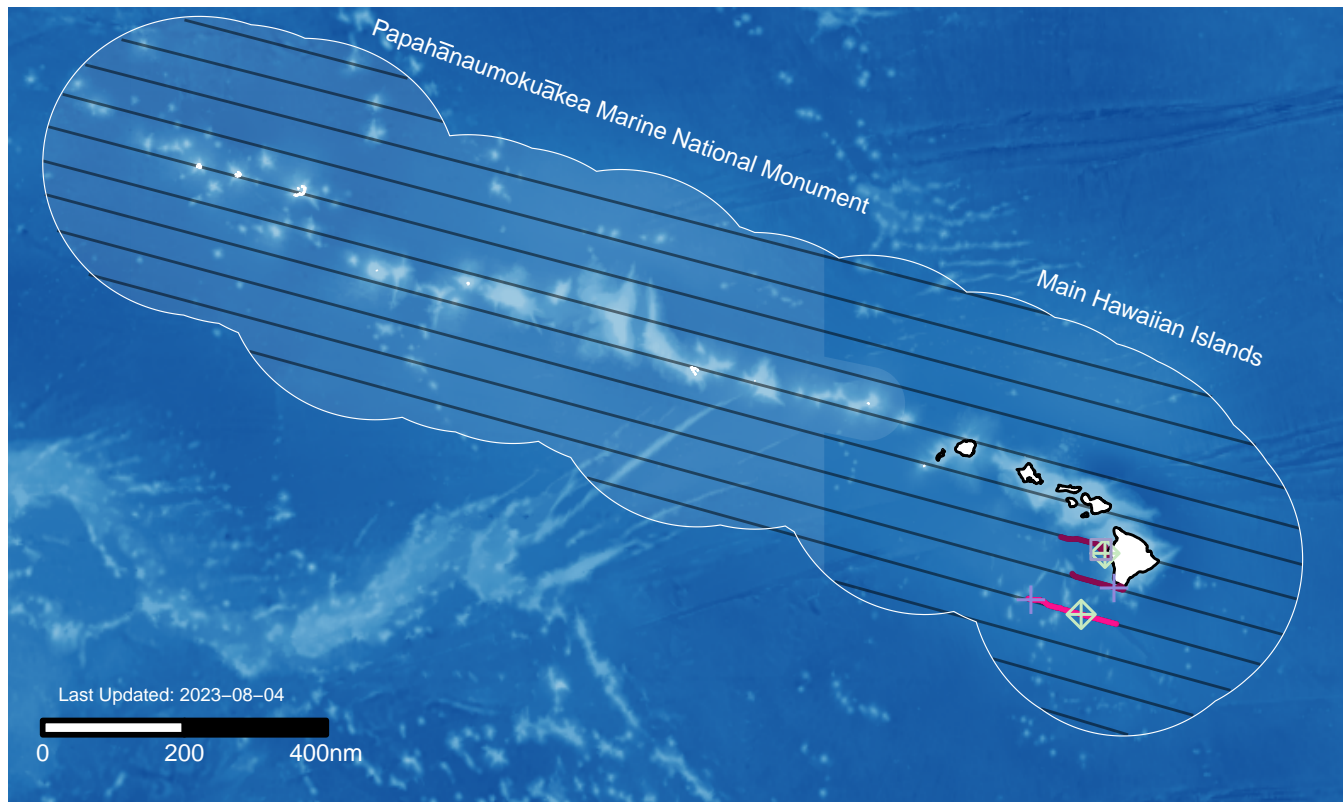 Papahānaumokuākea Marine National Monument
Main Hawaiian Islands
Last Updated: 2023−08−04
0 200 400nm